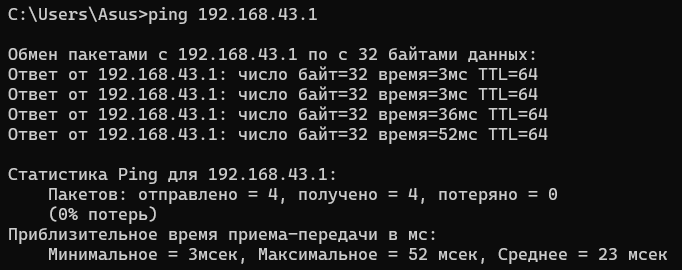 C:\Users\Asus>ping 192.168.43.1
Обмен пакетами с 192.168.43.1 по с 32 байтами данных:
Ответ от 192.168.43.1: число байт=32 время=3мс TTL=64
Ответ от 192.168.43.1: число байт=32 время=3мс TTL=64
Ответ от 192.168.43.1: число байт=32 время=36мс TTL=64
Ответ от 192.168.43.1: число байт=32 время=52мс TTL=64
Статистика Ping для 192.168.43.1:
Пакетов: отправлено = 4, получено = 4, потеряно = 0
(0% потерь)
Приблизительное время приема-передачи в мс:
Минимальное = 3мсек, Максимальное = 52 мсек, Среднее = 23 мсек